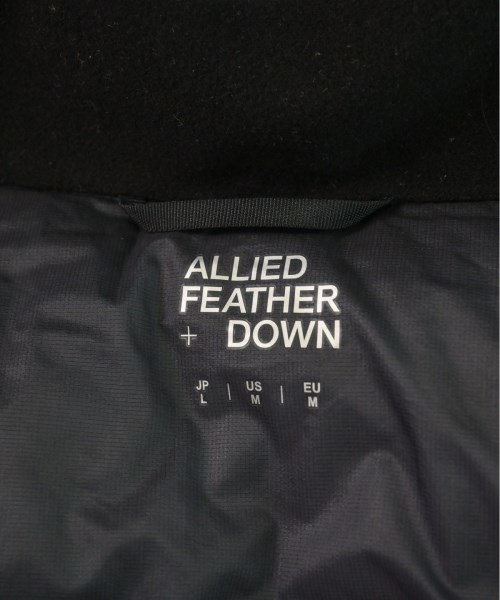 ALLIED
FEATHER
+ DOWN
JP | US | EU
L | M | M